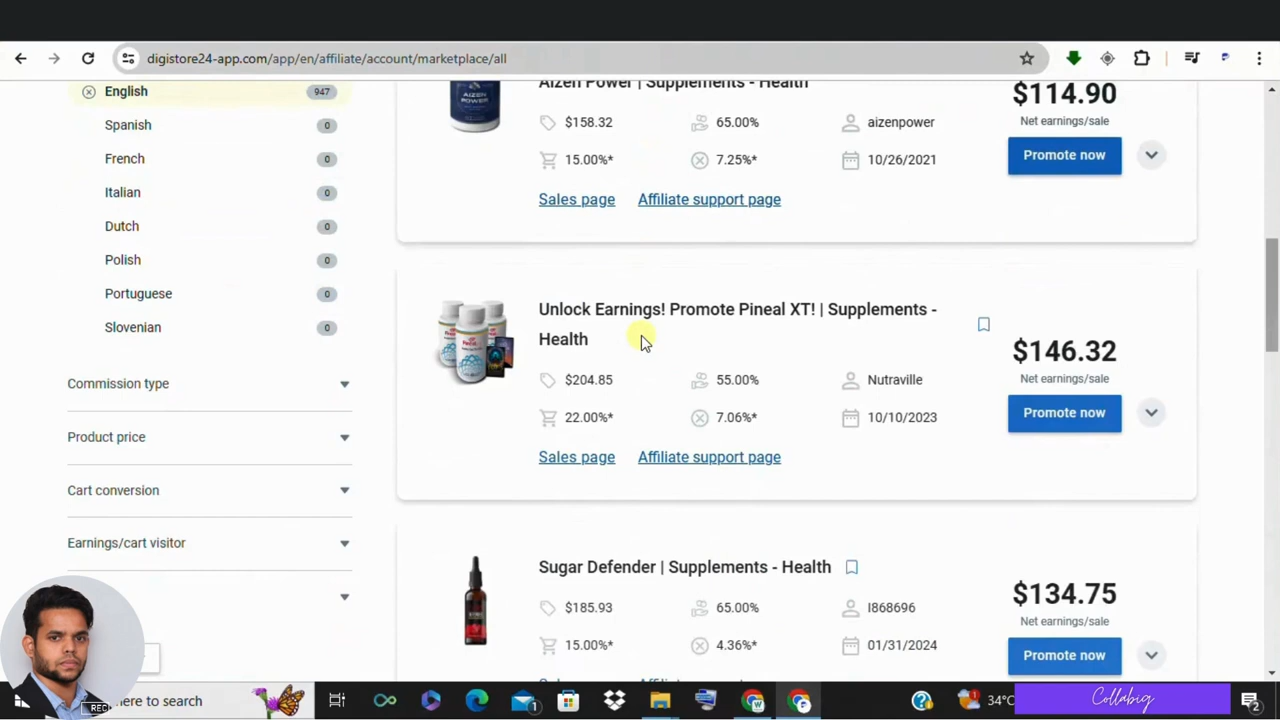 digistore24-app.com/app/en/affiliate/account/marketplace/all
English 947
Spanish 0
French 0
Italian 0
Dutch 0
Polish 0
Portuguese 0
Slovenian 0
Commission type
Product price
Cart conversion
Earnings/cart visitor
AIZEN
POWER
Aizen Power | Supplements - Health
$158.32 65.00% aizenpower
15.00%* 7.25%* 10/26/2021
Sales page Affiliate support page
$114.90
Net earnings/sale
Promote now
Unlock Earnings! Promote Pineal XT! | Supplements -
Health
$204.85 55.00% Nutraville
22.00%* 7.06%* 10/10/2023
Sales page Affiliate support page
$146.32
Net earnings/sale
Promote now
Sugar Defender | Supplements - Health
$185.93 65.00% I868696
15.00%* 4.36%* 01/31/2024
$134.75
Net earnings/sale
Promote now
REC
here to search
1
34°C
Collabig
2